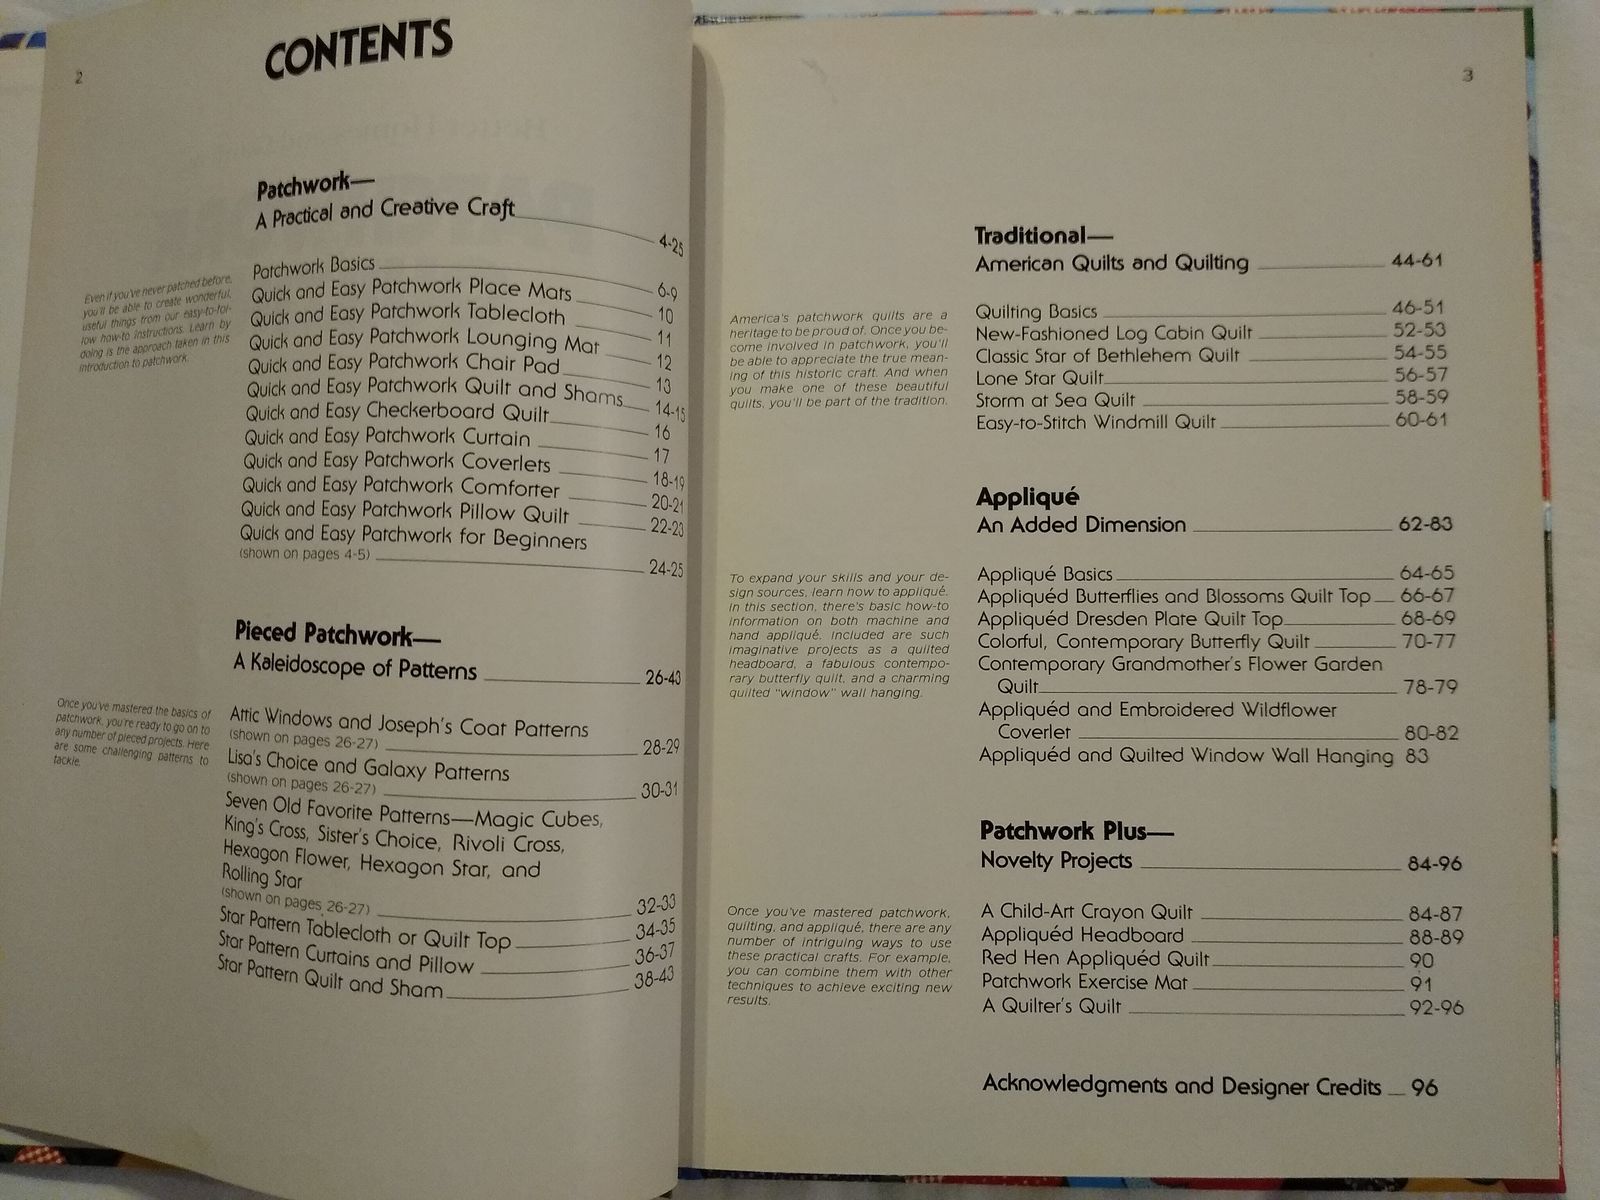 2
CONTENTS
Patchwork—
A Practical and Creative Craft 4-25
Even if you've never patched before,
you'll be able to create wonderful,
useful things from our easy-to-fol-
low how-to instructions. Learn by
doing is the approach taken in this
introduction to patchwork.
Patchwork Basics 6-9
Quick and Easy Patchwork Place Mats 10
Quick and Easy Patchwork Tablecloth 11
Quick and Easy Patchwork Lounging Mat 12
Quick and Easy Patchwork Chair Pad 13
Quick and Easy Patchwork Quilt and Shams 14-15
Quick and Easy Checkerboard Quilt 16
Quick and Easy Patchwork Curtain 17
Quick and Easy Patchwork Coverlets 18-19
Quick and Easy Patchwork Comforter 20-21
Quick and Easy Patchwork Pillow Quilt 22-23
Quick and Easy Patchwork for Beginners
(shown on pages 4-5) 24-25
Pieced Patchwork—
A Kaleidoscope of Patterns 26-43
Once you've mastered the basics of
patchwork, you're ready to go on to
any number of pieced projects. Here
are some challenging patterns to
tackle.
Attic Windows and Joseph's Coat Patterns
(shown on pages 26-27) 28-29
Lisa's Choice and Galaxy Patterns
(shown on pages 26-27) 30-31
Seven Old Favorite Patterns—Magic Cubes,
King's Cross, Sister's Choice, Rivoli Cross,
Hexagon Flower, Hexagon Star, and
Rolling Star
(shown on pages 26-27) 32-33
Star Pattern Tablecloth or Quilt Top 34-35
Star Pattern Curtains and Pillow 36-37
Star Pattern Quilt and Sham 38-43
3
Traditional—
American Quilts and Quilting 44-61
America's patchwork quilts are a
heritage to be proud of. Once you be-
come involved in patchwork, you'll
be able to appreciate the true mean-
ing of this historic craft. And when
you make one of these beautiful
quilts, you'll be part of the tradition.
Quilting Basics 46-51
New-Fashioned Log Cabin Quilt 52-53
Classic Star of Bethlehem Quilt 54-55
Lone Star Quilt 56-57
Storm at Sea Quilt 58-59
Easy-to-Stitch Windmill Quilt 60-61
Appliqué
An Added Dimension 62-83
To expand your skills and your de-
sign sources, learn how to appliqué.
In this section, there's basic how-to
information on both machine and
hand appliqué. Included are such
imaginative projects as a quilted
headboard, a fabulous contempo-
rary butterfly quilt, and a charming
quilted "window" wall hanging.
Appliqué Basics 64-65
Appliquéd Butterflies and Blossoms Quilt Top 66-67
Appliquéd Dresden Plate Quilt Top 68-69
Colorful, Contemporary Butterfly Quilt 70-77
Contemporary Grandmother's Flower Garden
Quilt 78-79
Appliquéd and Embroidered Wildflower
Coverlet 80-82
Appliquéd and Quilted Window Wall Hanging 83
Patchwork Plus—
Novelty Projects 84-96
Once you've mastered patchwork,
quilting, and appliqué, there are any
number of intriguing ways to use
these practical crafts. For example,
you can combine them with other
techniques to achieve exciting new
results.
A Child-Art Crayon Quilt 84-87
Appliquéd Headboard 88-89
Red Hen Appliquéd Quilt 90
Patchwork Exercise Mat 91
A Quilter's Quilt 92-96
Acknowledgments and Designer Credits 96